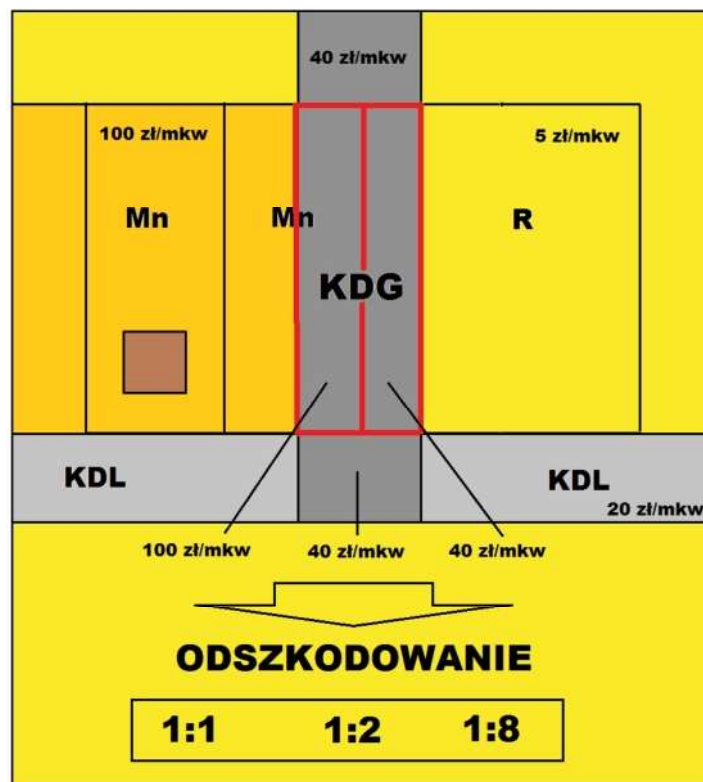 40 zł/mkw
100 zł/mkw
5 zł/mkw
Mn
Mn
R
KDG
KDL
KDL
20 zł/mkw
100 zł/mkw
40 zł/mkw
40 zł/mkw
ODSZKODOWANIE
1:1 1:2 1:8